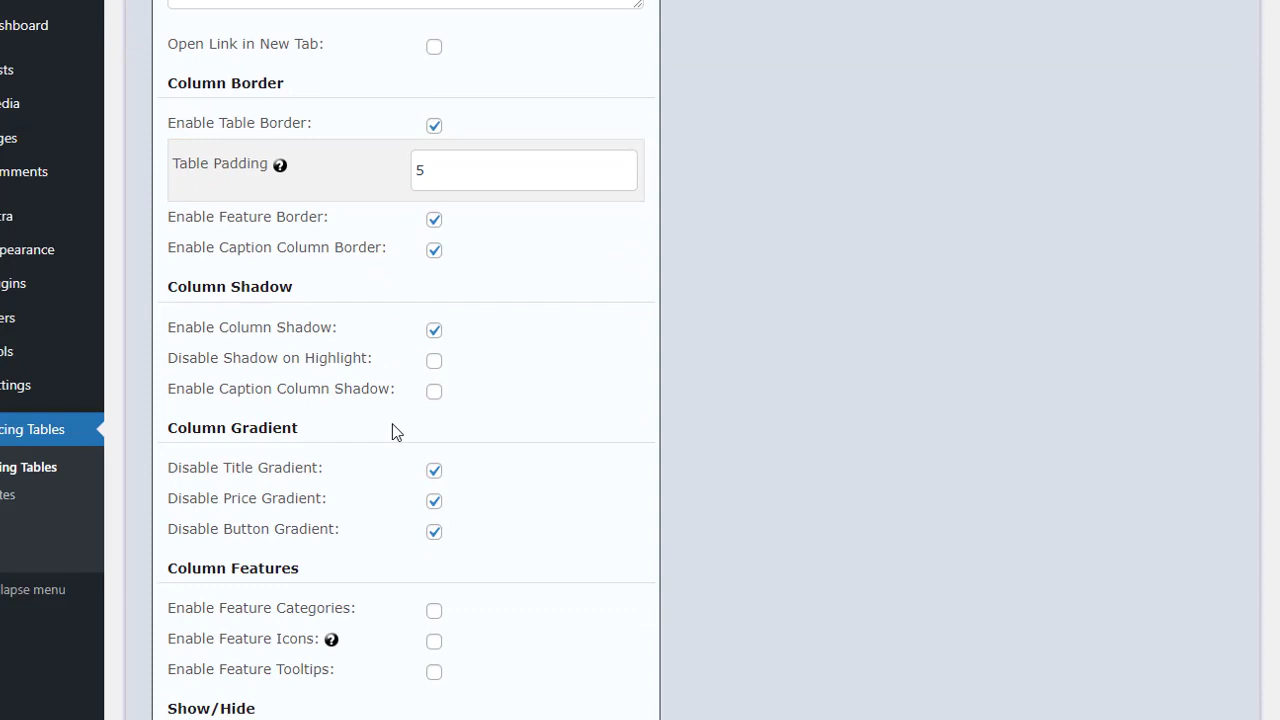 shboard
sts
edia
ges
mments
ra
pearance
ugins
ers
ols
ttings
cing Tables
ing Tables
tes
lapse menu
Open Link in New Tab:
Column Border
Enable Table Border:
Table Padding ?
5
Enable Feature Border:
Enable Caption Column Border:
Column Shadow
Enable Column Shadow:
Disable Shadow on Highlight:
Enable Caption Column Shadow:
Column Gradient
Disable Title Gradient:
Disable Price Gradient:
Disable Button Gradient:
Column Features
Enable Feature Categories:
Enable Feature Icons: ?
Enable Feature Tooltips:
Show/Hide